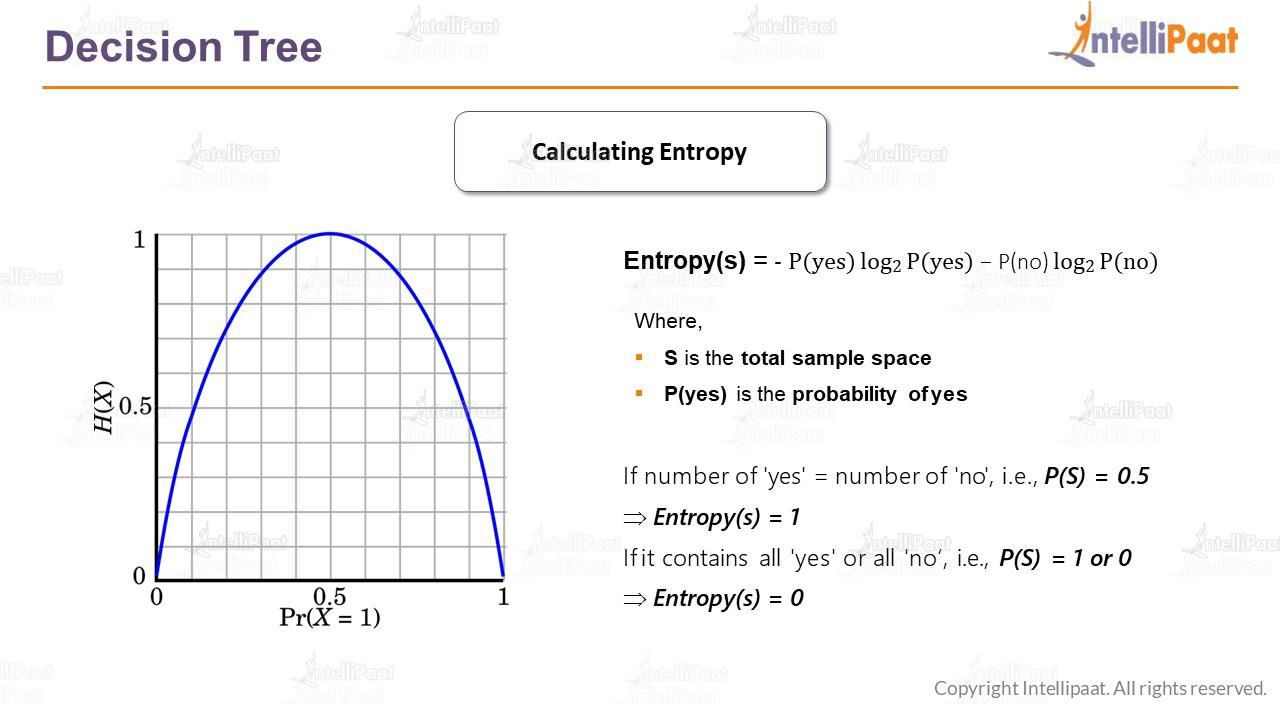 Decision Tree
IntelliPaat
Calculating Entropy
1
H(X)
0.5
0
0
0.5
1
Pr(X = 1)
Entropy(s) = - P(yes) log₂ P(yes) – P(no) log₂ P(no)
Where,
▪ S is the total sample space
▪ P(yes) is the probability of yes
If number of 'yes' = number of 'no', i.e., P(S) = 0.5
⇒ Entropy(s) = 1
If it contains all 'yes' or all 'no', i.e., P(S) = 1 or 0
⇒ Entropy(s) = 0
Copyright Intellipaat. All rights reserved.